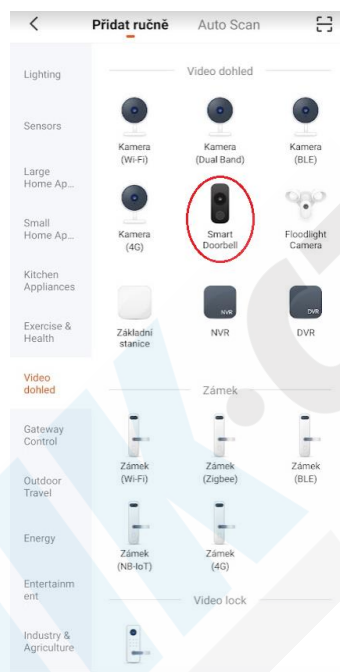 Přidat ručně Auto Scan
Lighting
Sensors
Large
Home Ap...
Small
Home Ap...
Kitchen
Appliances
Exercise &
Health
Video
dohled
Gateway
Control
Outdoor
Travel
Energy
Entertainm
ent
Industry &
Agriculture
Video dohled
Kamera
(Wi-Fi)
Kamera
(Dual Band)
Kamera
(BLE)
Kamera
(4G)
Smart
Doorbell
Floodlight
Camera
NVR
DVR
Základní
stanice
NVR
DVR
Zámek
Zámek
(Wi-Fi)
Zámek
(Zigbee)
Zámek
(BLE)
Zámek
(NB-IoT)
Zámek
(4G)
Video lock